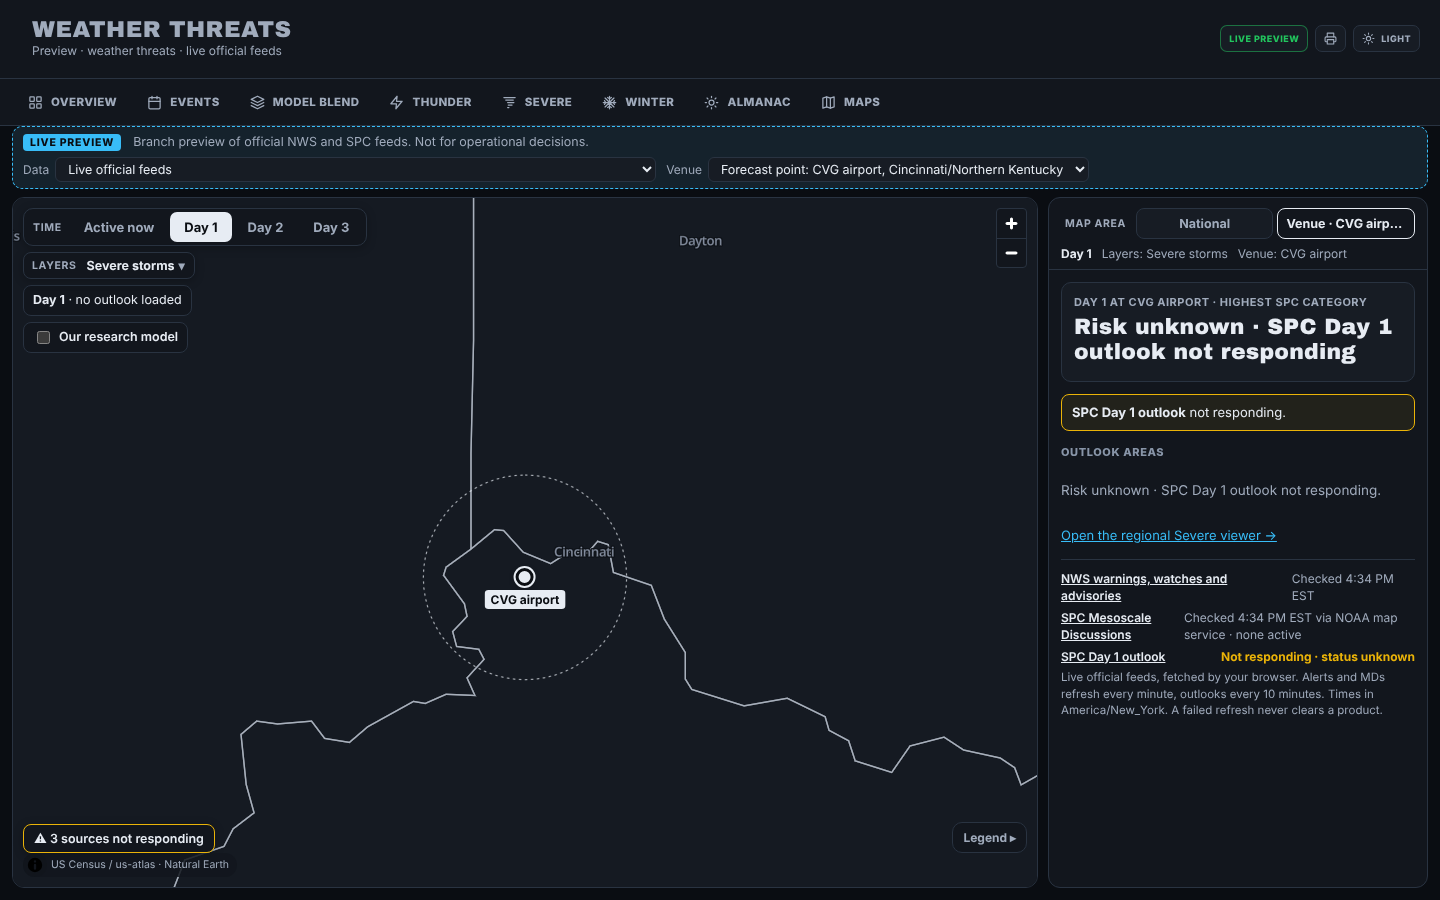 WEATHER THREATS
Preview · weather threats · live official feeds
LIVE PREVIEW
LIGHT
OVERVIEW
EVENTS
MODEL BLEND
THUNDER
SEVERE
WINTER
ALMANAC
MAPS
LIVE PREVIEW Branch preview of official NWS and SPC feeds. Not for operational decisions.
Data Live official feeds Venue Forecast point: CVG airport, Cincinnati/Northern Kentucky
TIME Active now Day 1 Day 2 Day 3
s
LAYERS Severe storms ▾
Day 1 · no outlook loaded
Our research model
+
−
Dayton
Cincinnati
CVG airport
⚠ 3 sources not responding
US Census / us-atlas · Natural Earth
Legend ▸
MAP AREA National Venue · CVG airp...
Day 1 Layers: Severe storms Venue: CVG airport
DAY 1 AT CVG AIRPORT · HIGHEST SPC CATEGORY
Risk unknown · SPC Day 1
outlook not responding
SPC Day 1 outlook not responding.
OUTLOOK AREAS
Risk unknown · SPC Day 1 outlook not responding.
Open the regional Severe viewer →
NWS warnings, watches and
advisories
Checked 4:34 PM
EST
SPC Mesoscale
Discussions
Checked 4:34 PM EST via NOAA map
service · none active
SPC Day 1 outlook Not responding · status unknown
Live official feeds, fetched by your browser. Alerts and MDs
refresh every minute, outlooks every 10 minutes. Times in
America/New_York. A failed refresh never clears a product.